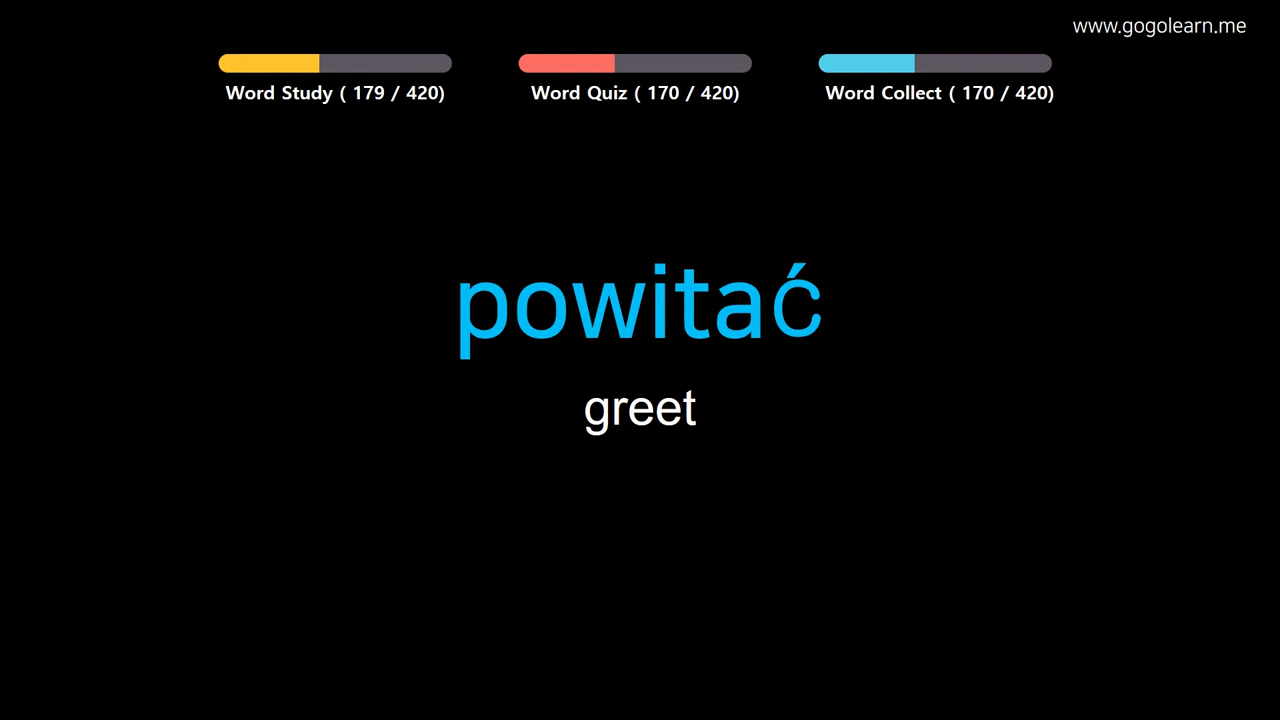 www.gogolearn.me
Word Study ( 179 / 420)
Word Quiz ( 170 / 420)
Word Collect ( 170 / 420)
powitać
greet